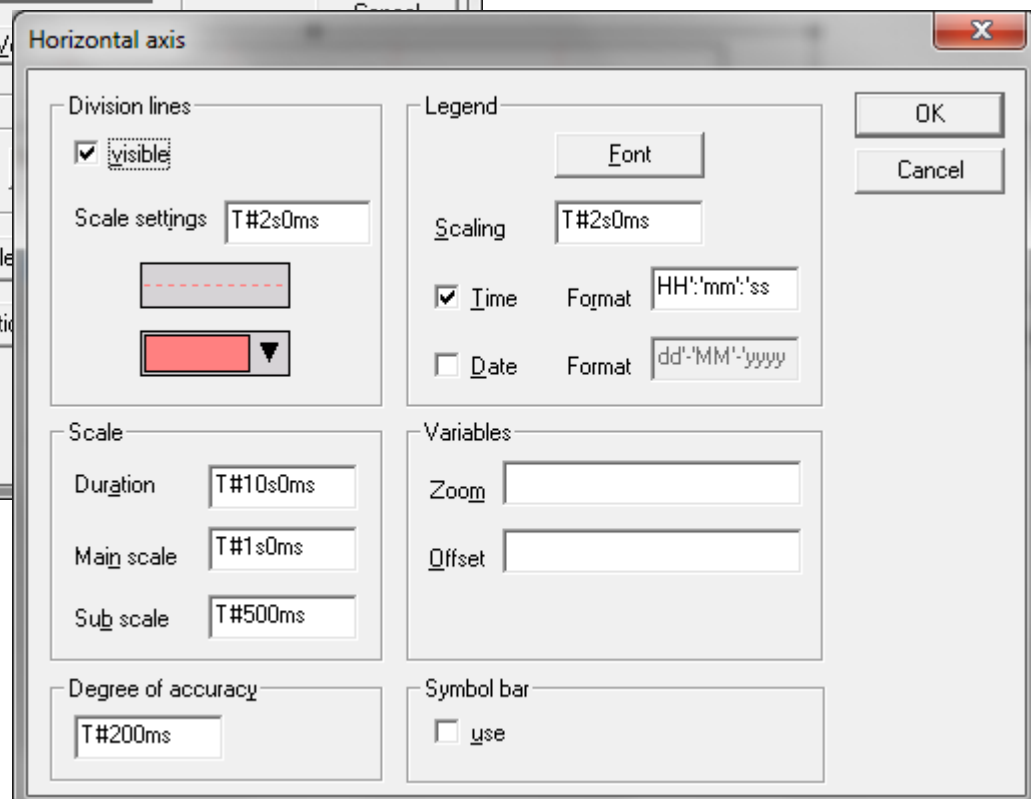 Cancel
Horizontal axis
Division lines
visible
Scale settings T#2s0ms
Legend
Font
Scaling T#2s0ms
Time Format HH':'mm':'ss
Date Format dd'-'MM'-'yyyy
OK
Cancel
Scale
Duration T#10s0ms
Main scale T#1s0ms
Sub scale T#500ms
Variables
Zoom
Offset
Degree of accuracy
T#200ms
Symbol bar
use